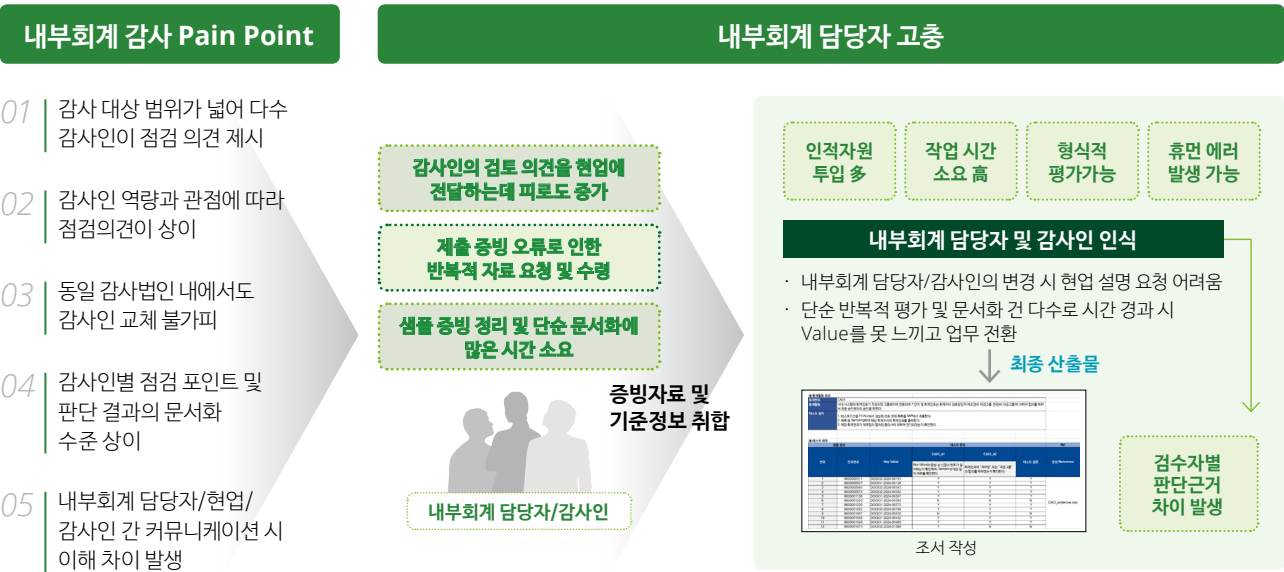 내부회계 감사 Pain Point
01
감사 대상 범위가 넓어 다수
감사인이 점검 의견 제시
02
감사인 역량과 관점에 따라
점검의견이 상이
03
동일 감사법인 내에서도
감사인 교체 불가피
04
감사인별 점검 포인트 및
판단 결과의 문서화
수준 상이
05
내부회계 담당자/현업/
감사인 간 커뮤니케이션 시
이해 차이 발생
내부회계 담당자 고충
감사인의 검토 의견을 현업에
전달하는데 피로도 증가
제출 증빙 오류로 인한
반복적 자료 요청 및 수령
샘플 증빙 정리 및 단순 문서화에
많은 시간 소요
증빙자료 및
기준정보 취합
내부회계 담당자/감사인
인적자원
투입 多
작업 시간
소요 高
형식적
평가가능
휴먼 에러
발생 가능
내부회계 담당자 및 감사인 인식
· 내부회계 담당자/감사인의 변경 시 현업 설명 요청 어려움
· 단순 반복적 평가 및 문서화 건 다수로 시간 경과 시
Value를 못 느끼고 업무 전환
최종 산출물
조서 작성
검수자별
판단근거
차이 발생